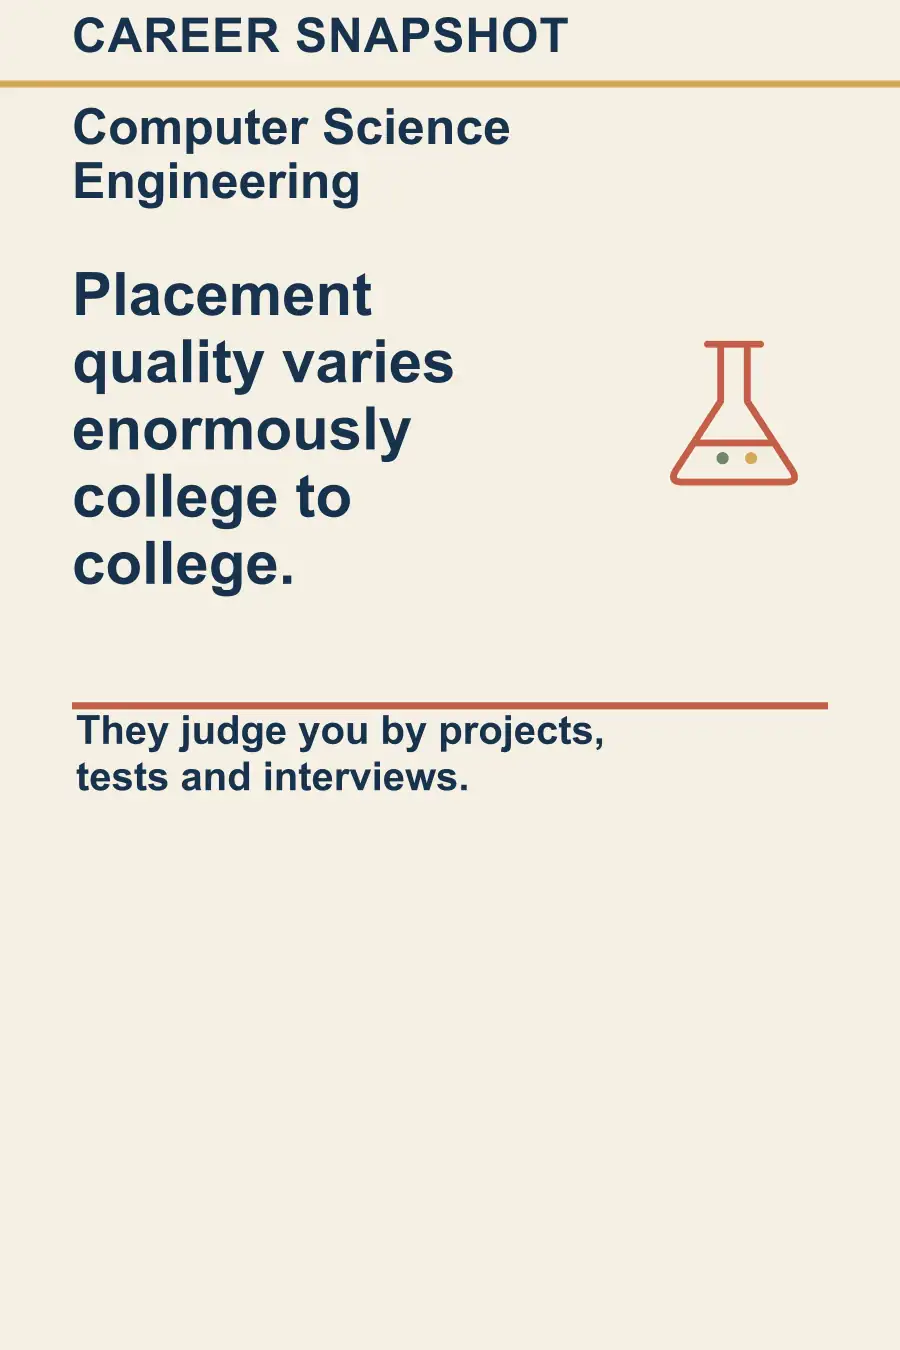 CAREER SNAPSHOT
Computer Science
Engineering
Placement
quality varies
enormously
college to
college.
They judge you by projects,
tests and interviews.